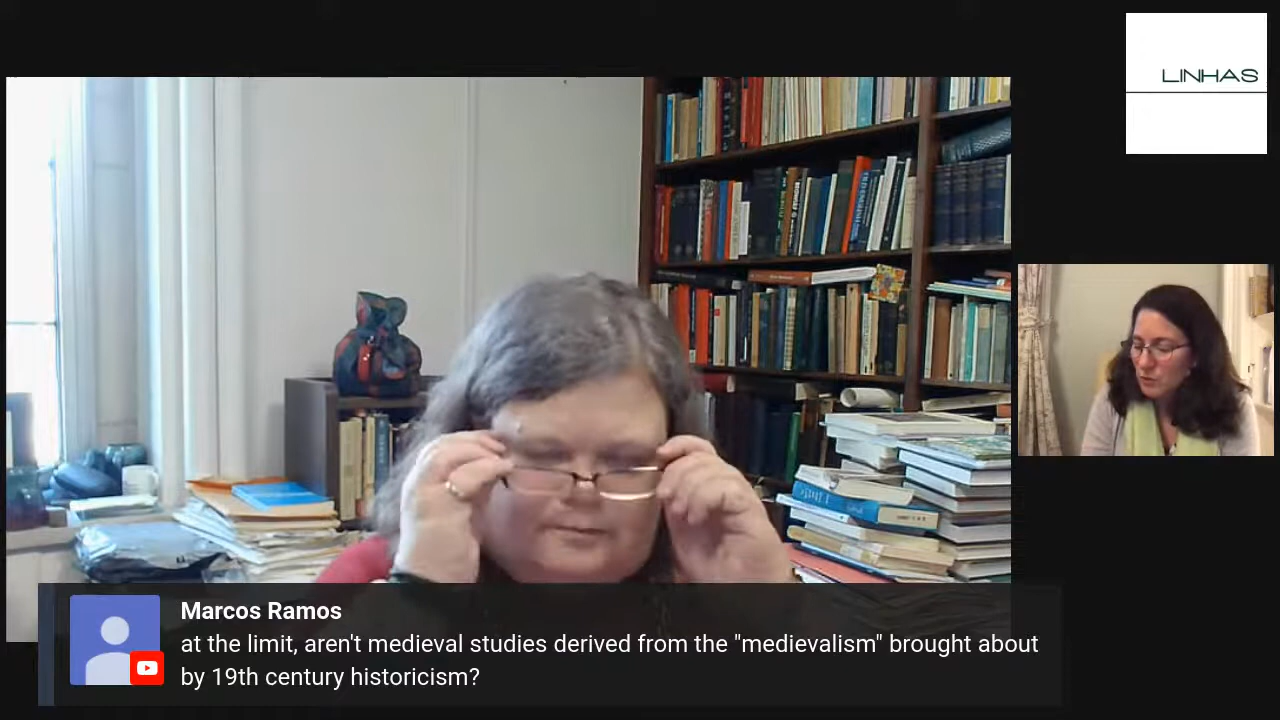 LINHAS
Marcos Ramos
at the limit, aren't medieval studies derived from the "medievalism" brought about
by 19th century historicism?